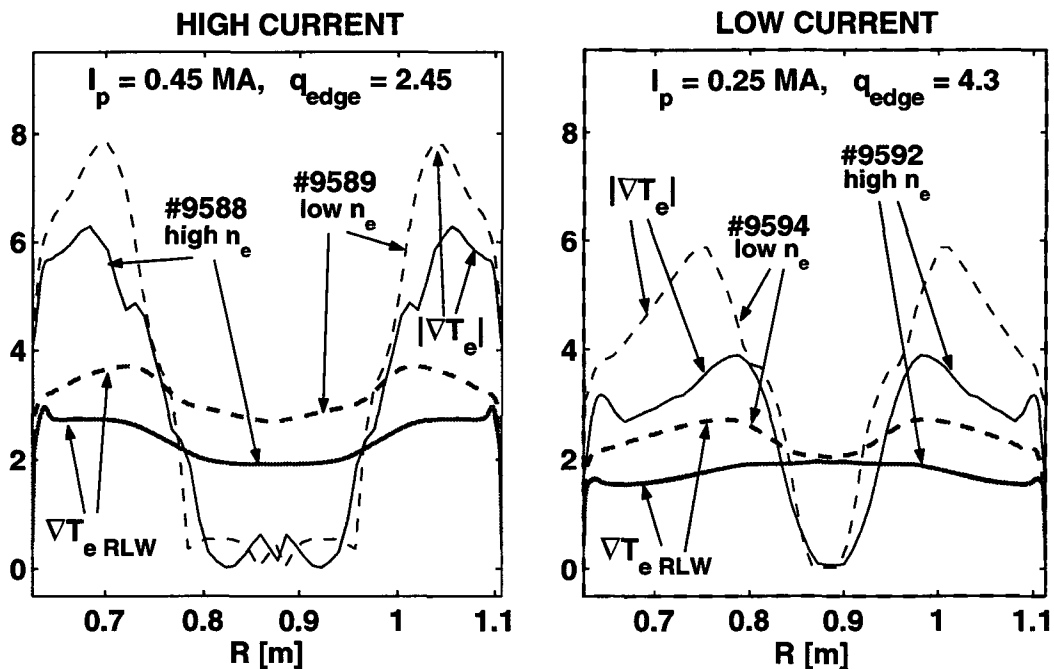 HIGH CURRENT
I_p = 0.45 MA, q_edge = 2.45
8
6
4
2
0
#9588
high n_e
#9589
low n_e
|∇T_e|
∇T_e RLW
0.7 0.8 0.9 1 1.1
R [m]
LOW CURRENT
I_p = 0.25 MA, q_edge = 4.3
8
6
4
2
0
|∇T_e|
#9594
low n_e
#9592
high n_e
∇T_e RLW
0.7 0.8 0.9 1 1.1
R [m]